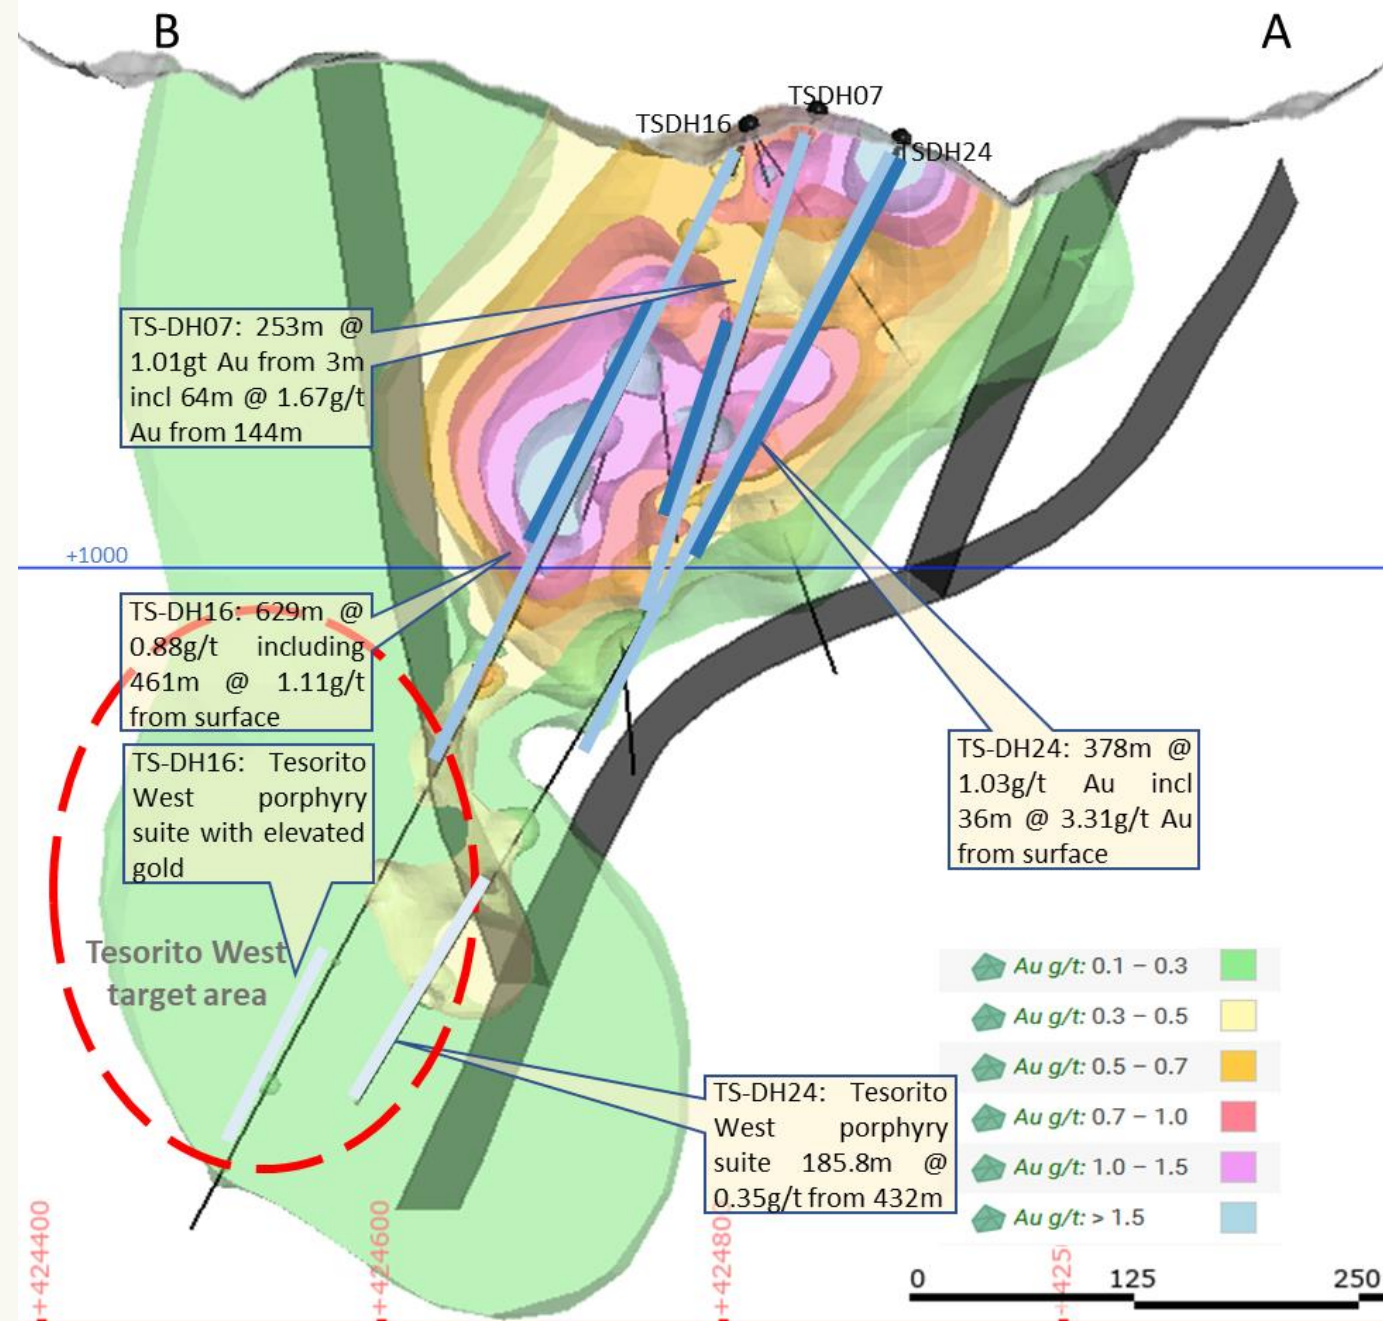 B
A
TSDH07
TSDH16
TSDH24
TS-DH07: 253m @
1.01gt Au from 3m
incl 64m @ 1.67g/t
Au from 144m
+1000
TS-DH16: 629m @
0.88g/t including
461m @ 1.11g/t
from surface
TS-DH16: Tesorito
West porphyry
suite with elevated
gold
TS-DH24: 378m @
1.03g/t Au incl
36m @ 3.31g/t Au
from surface
Tesorito West
target area
TS-DH24: Tesorito
West porphyry
suite 185.8m @
0.35g/t from 432m
Au g/t: 0.1 – 0.3
Au g/t: 0.3 – 0.5
Au g/t: 0.5 – 0.7
Au g/t: 0.7 – 1.0
Au g/t: 1.0 – 1.5
Au g/t: > 1.5
+424400
+424600
+424800
+425
0 125 250